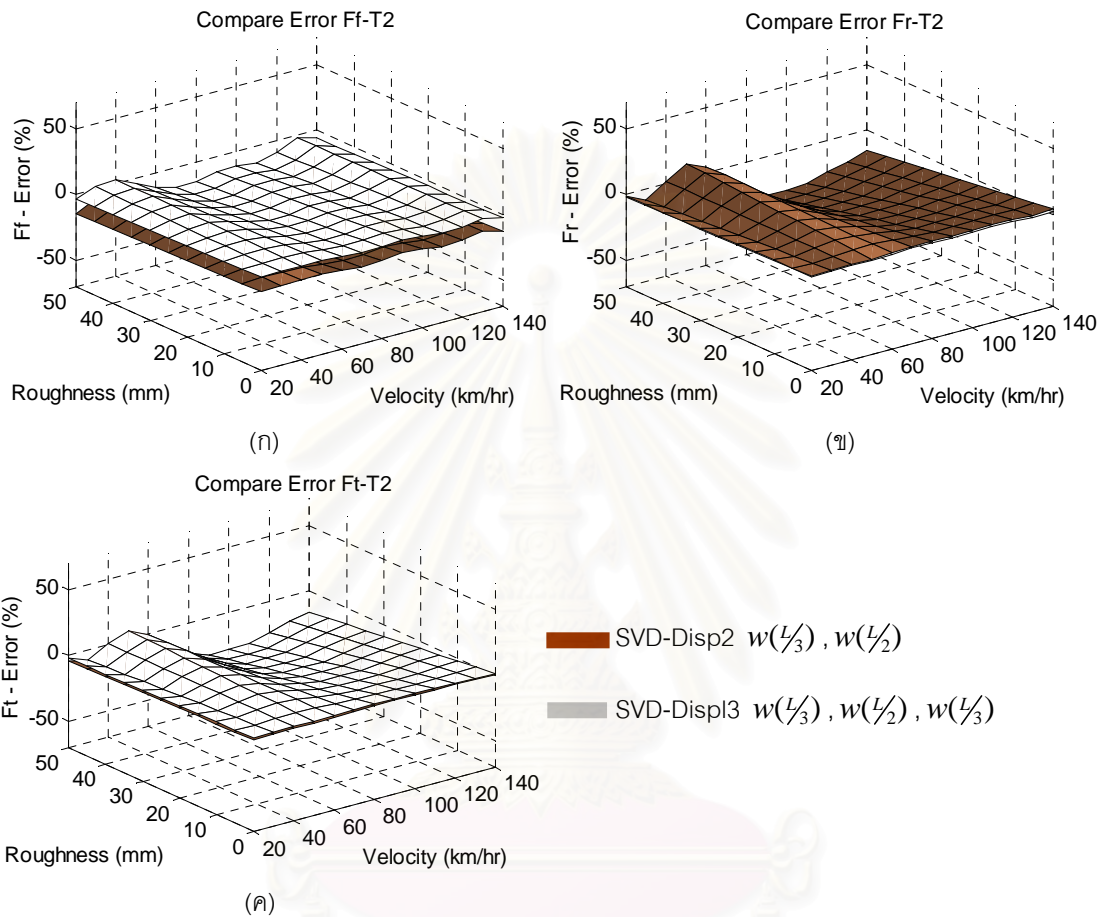 Compare Error Ff-T2
Ff - Error (%)
50
0
-50
50
40
30
20
10
0
20
40
60
80
100
120
140
Roughness (mm)
Velocity (km/hr)
(ก)
Compare Error Fr-T2
Fr - Error (%)
50
0
-50
50
40
30
20
10
0
20
40
60
80
100
120
140
Roughness (mm)
Velocity (km/hr)
(ข)
Compare Error Ft-T2
Ft - Error (%)
50
0
-50
50
40
30
20
10
0
20
40
60
80
100
120
140
Roughness (mm)
Velocity (km/hr)
(ค)
SVD-Disp2 w(L/3) , w(L/2)
SVD-Displ3 w(L/3) , w(L/2) , w(L/3)